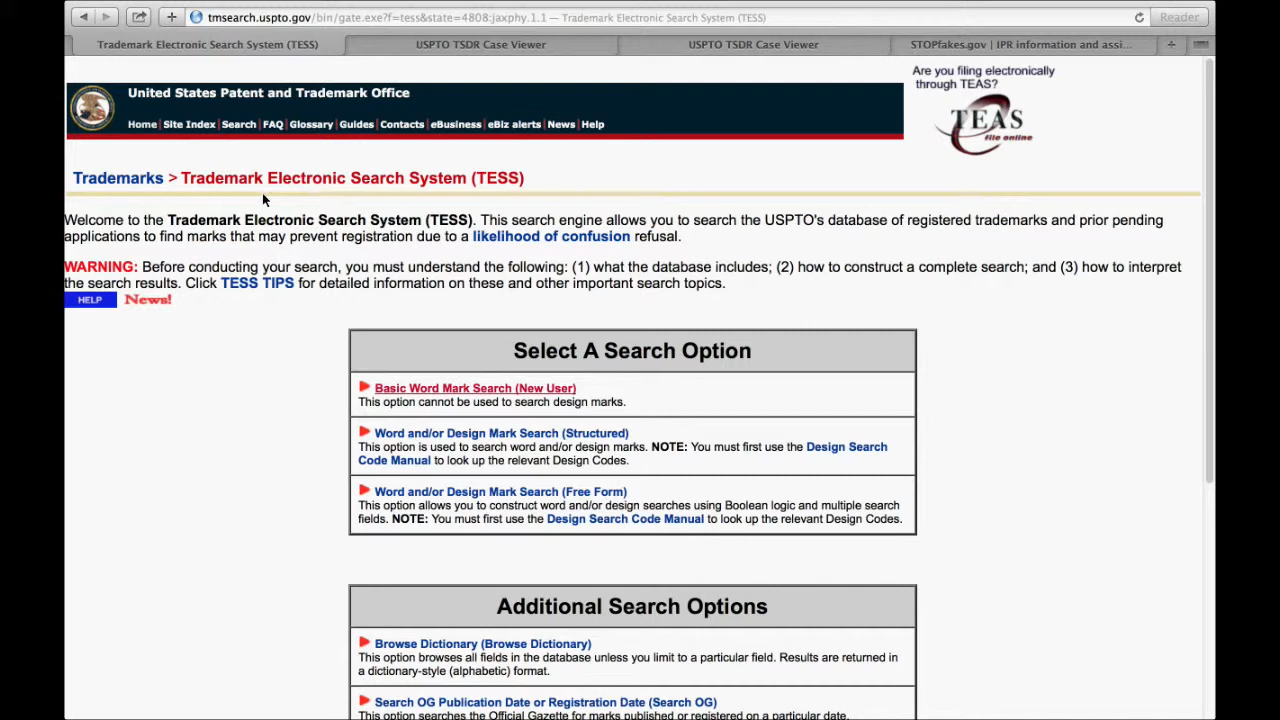 tmsearch.uspto.gov/bin/gate.exe?f=tess&state=4808:jaxphy.1.1 — Trademark Electronic Search System (TESS)
Reader
Trademark Electronic Search System (TESS)
USPTO TSDR Case Viewer
USPTO TSDR Case Viewer
STOPfakes.gov | IPR information and assi...
United States Patent and Trademark Office
Home | Site Index | Search | FAQ | Glossary | Guides | Contacts | eBusiness | eBiz alerts | News | Help
Are you filing electronically
through TEAS?
TEAS
file online
Trademarks > Trademark Electronic Search System (TESS)
Welcome to the Trademark Electronic Search System (TESS). This search engine allows you to search the USPTO's database of registered trademarks and prior pending
applications to find marks that may prevent registration due to a likelihood of confusion refusal.
WARNING: Before conducting your search, you must understand the following: (1) what the database includes; (2) how to construct a complete search; and (3) how to interpret
the search results. Click TESS TIPS for detailed information on these and other important search topics.
HELP News!
Select A Search Option
Basic Word Mark Search (New User)
This option cannot be used to search design marks.
Word and/or Design Mark Search (Structured)
This option is used to search word and/or design marks. NOTE: You must first use the Design Search
Code Manual to look up the relevant Design Codes.
Word and/or Design Mark Search (Free Form)
This option allows you to construct word and/or design searches using Boolean logic and multiple search
fields. NOTE: You must first use the Design Search Code Manual to look up the relevant Design Codes.
Additional Search Options
Browse Dictionary (Browse Dictionary)
This option browses all fields in the database unless you limit to a particular field. Results are returned in
a dictionary-style (alphabetic) format.
Search OG Publication Date or Registration Date (Search OG)
This option searches the Official Gazette for marks published or registered on a particular date.